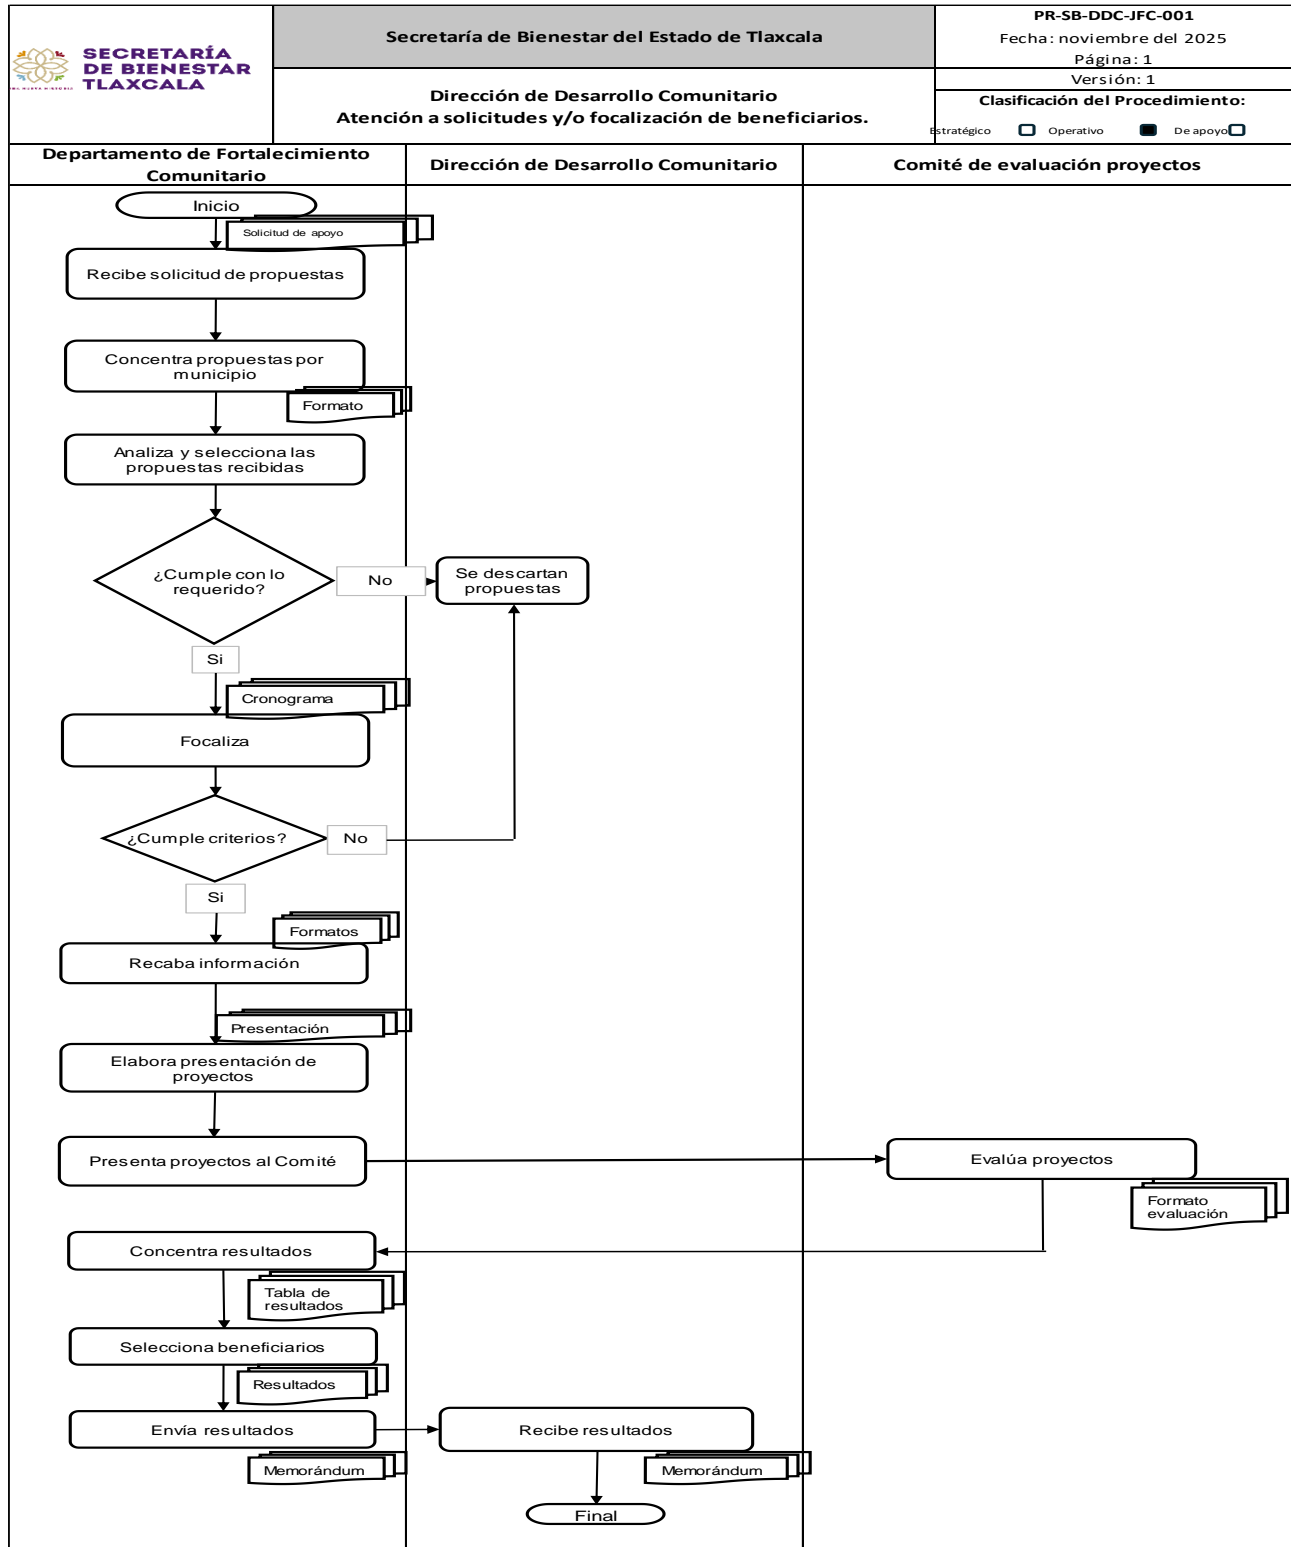 SECRETARÍA
DE BIENESTAR
TLAXCALA
Secretaría de Bienestar del Estado de Tlaxcala
Dirección de Desarrollo Comunitario
Atención a solicitudes y/o focalización de beneficiarios.
PR-SB-DDC-JFC-001
Fecha: noviembre del 2025
Página: 1
Versión: 1
Clasificación del Procedimiento:
Estratégico Operativo De apoyo
Departamento de Fortalecimiento
Comunitario
Dirección de Desarrollo Comunitario
Comité de evaluación proyectos
Inicio
Solicitud de apoyo
Recibe solicitud de propuestas
Concentra propuestas por
municipio
Formato
Analiza y selecciona las
propuestas recibidas
¿Cumple con lo
requerido?
No
Se descartan
propuestas
Si
Cronograma
Focaliza
¿Cumple criterios?
No
Si
Formatos
Recaba información
Presentación
Elabora presentación de
proyectos
Presenta proyectos al Comité
Evalúa proyectos
Formato
evaluación
Concentra resultados
Tabla de
resultados
Selecciona beneficiarios
Resultados
Envía resultados
Recibe resultados
Memorándum
Memorándum
Final